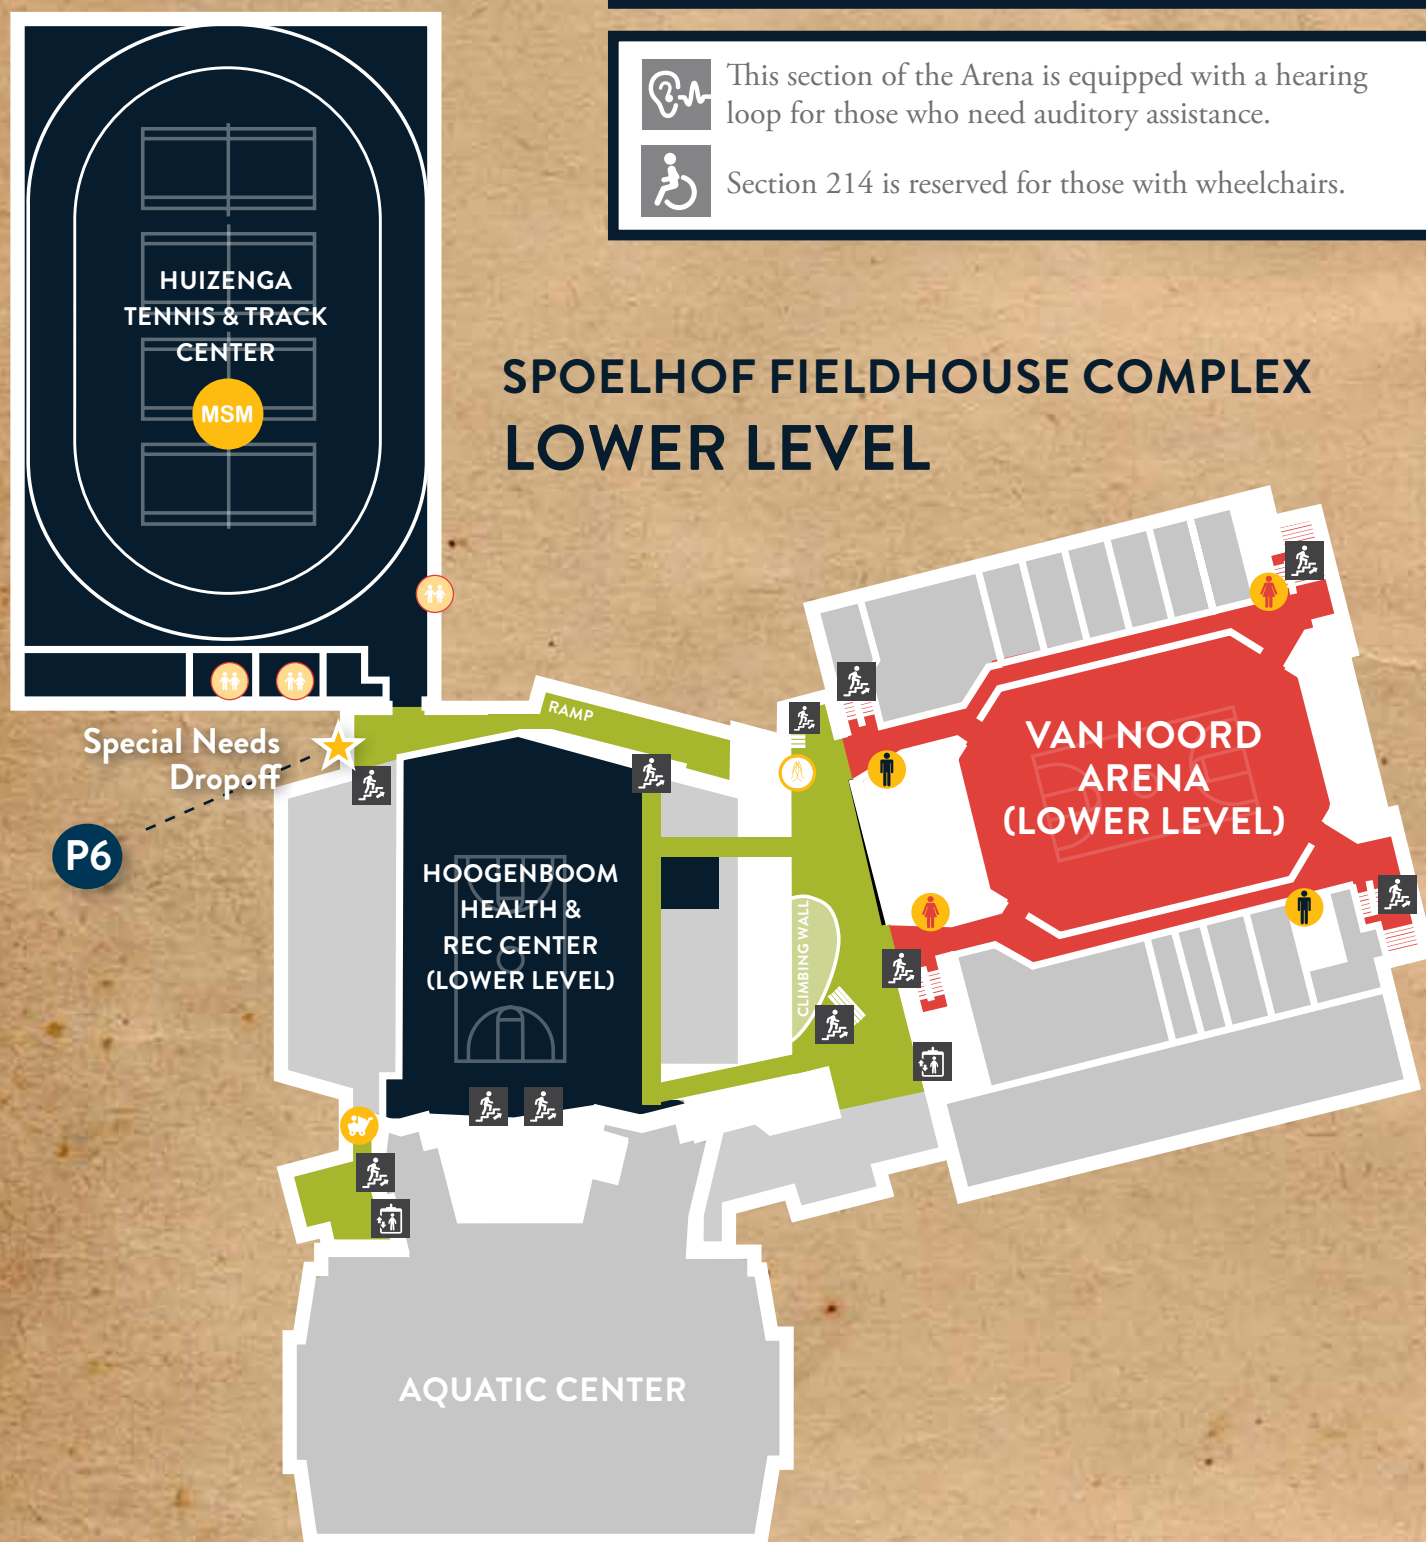 This section of the Arena is equipped with a hearing
loop for those who need auditory assistance.
Section 214 is reserved for those with wheelchairs.
HUIZENGA
TENNIS & TRACK
CENTER
MSM
SPOELHOF FIELDHOUSE COMPLEX
LOWER LEVEL
RAMP
Special Needs
Dropoff
P6
VAN NOORD
ARENA
(LOWER LEVEL)
HOOGENBOOM
HEALTH &
REC CENTER
(LOWER LEVEL)
CLIMBING WALL
AQUATIC CENTER